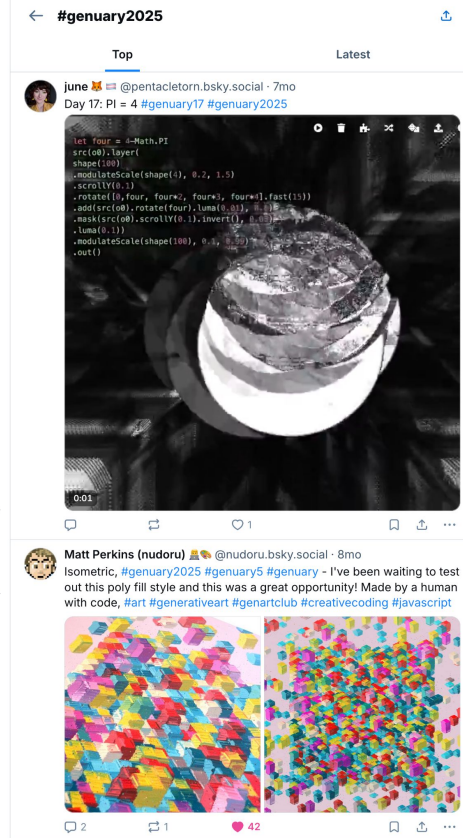 #genuary2025
Top Latest
june @pentacletorn.bsky.social · 7mo
Day 17: PI = 4 #genuary17 #genuary2025
let four = 4-Math.PI
src(o0).layer(
shape(100)
.modulateScale(shape(4), 0.2, 1.5)
.scrollY(0.1)
.rotate([0,four, four*2, four*3, four*4].fast(15))
.add(src(o0).rotate(four).luma(0.01),
.mask(src(o0).scrollY(0.1).invert(),
.luma(0.1))
.modulateScale(shape(100), 0.1,
.out()
0:01
1
Matt Perkins (nudoru) @nudoru.bsky.social · 8mo
Isometric, #genuary2025 #genuary5 #genuary - I've been waiting to test
out this poly fill style and this was a great opportunity! Made by a human
with code, #art #generativeart #genartclub #creativecoding #javascript
2 1 42